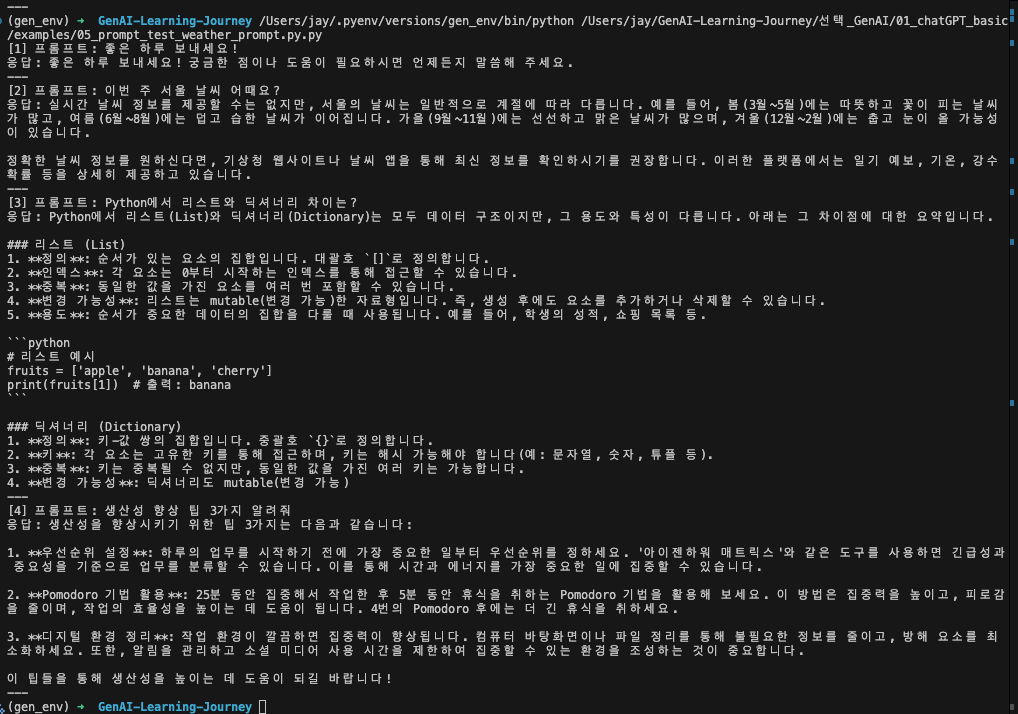 ---
(gen_env) → GenAI-Learning-Journey /Users/jay/.pyenv/versions/gen_env/bin/python /Users/jay/GenAI-Learning-Journey/선택_GenAI/01_chatGPT_basic
/examples/05_prompt_test_weather_prompt.py.py
[1] 프롬프트: 좋은 하루 보내세요!
응답: 좋은 하루 보내세요! 궁금한 점이나 도움이 필요하시면 언제든지 말씀해 주세요.
---
[2] 프롬프트: 이번 주 서울 날씨 어때요?
응답: 실시간 날씨 정보를 제공할 수는 없지만, 서울의 날씨는 일반적으로 계절에 따라 다릅니다. 예를 들어, 봄(3월~5월)에는 따뜻하고 꽃이 피는 날씨
가 많고, 여름(6월~8월)에는 덥고 습한 날씨가 이어집니다. 가을(9월~11월)에는 선선하고 맑은 날씨가 많으며, 겨울(12월~2월)에는 춥고 눈이 올 가능성
이 있습니다.
정확한 날씨 정보를 원하신다면, 기상청 웹사이트나 날씨 앱을 통해 최신 정보를 확인하시기를 권장합니다. 이러한 플랫폼에서는 일기 예보, 기온, 강수
확률 등을 상세히 제공하고 있습니다.
---
[3] 프롬프트: Python에서 리스트와 딕셔너리 차이는?
응답: Python에서 리스트(List)와 딕셔너리(Dictionary)는 모두 데이터 구조이지만, 그 용도와 특성이 다릅니다. 아래는 그 차이점에 대한 요약입니다.
### 리스트 (List)
1. **정의**: 순서가 있는 요소의 집합입니다. 대괄호 `[]`로 정의합니다.
2. **인덱스**: 각 요소는 0부터 시작하는 인덱스를 통해 접근할 수 있습니다.
3. **중복**: 동일한 값을 가진 요소를 여러 번 포함할 수 있습니다.
4. **변경 가능성**: 리스트는 mutable(변경 가능)한 자료형입니다. 즉, 생성 후에도 요소를 추가하거나 삭제할 수 있습니다.
5. **용도**: 순서가 중요한 데이터의 집합을 다룰 때 사용됩니다. 예를 들어, 학생의 성적, 쇼핑 목록 등.
```python
# 리스트 예시
fruits = ['apple', 'banana', 'cherry']
print(fruits[1])  # 출력: banana
```
### 딕셔너리 (Dictionary)
1. **정의**: 키-값 쌍의 집합입니다. 중괄호 `{}`로 정의합니다.
2. **키**: 각 요소는 고유한 키를 통해 접근하며, 키는 해시 가능해야 합니다(예: 문자열, 숫자, 튜플 등).
3. **중복**: 키는 중복될 수 없지만, 동일한 값을 가진 여러 키는 가능합니다.
4. **변경 가능성**: 딕셔너리도 mutable(변경 가능)
---
[4] 프롬프트: 생산성 향상 팁 3가지 알려줘
응답: 생산성을 향상시키기 위한 팁 3가지는 다음과 같습니다:
1. **우선순위 설정**: 하루의 업무를 시작하기 전에 가장 중요한 일부터 우선순위를 정하세요. '아이젠하워 매트릭스'와 같은 도구를 사용하면 긴급성과
중요성을 기준으로 업무를 분류할 수 있습니다. 이를 통해 시간과 에너지를 가장 중요한 일에 집중할 수 있습니다.
2. **Pomodoro 기법 활용**: 25분 동안 집중해서 작업한 후 5분 동안 휴식을 취하는 Pomodoro 기법을 활용해 보세요. 이 방법은 집중력을 높이고, 피로감
을 줄이며, 작업의 효율성을 높이는 데 도움이 됩니다. 4번의 Pomodoro 후에는 더 긴 휴식을 취하세요.
3. **디지털 환경 정리**: 작업 환경이 깔끔하면 집중력이 향상됩니다. 컴퓨터 바탕화면이나 파일 정리를 통해 불필요한 정보를 줄이고, 방해 요소를 최
소화하세요. 또한, 알림을 관리하고 소셜 미디어 사용 시간을 제한하여 집중할 수 있는 환경을 조성하는 것이 중요합니다.
이 팁들을 통해 생산성을 높이는 데 도움이 되길 바랍니다!
---
(gen_env) → GenAI-Learning-Journey